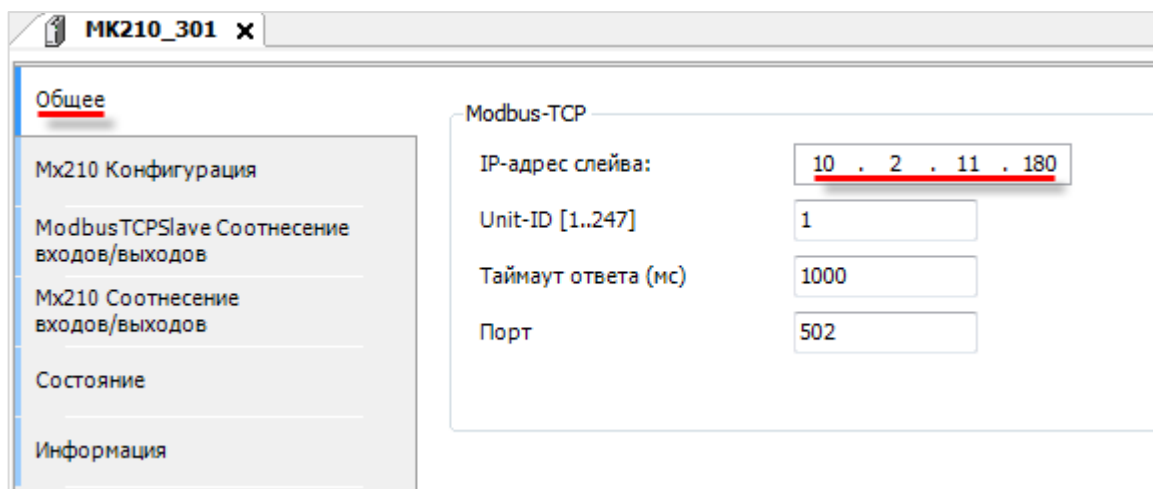 MK210_301 x
Общее
Mx210 Конфигурация
ModbusTCPSlave Соотнесение
входов/выходов
Mx210 Соотнесение
входов/выходов
Состояние
Информация
Modbus-TCP
IP-адрес слейва: 10 . 2 . 11 . 180
Unit-ID [1..247] 1
Таймаут ответа (мс) 1000
Порт 502